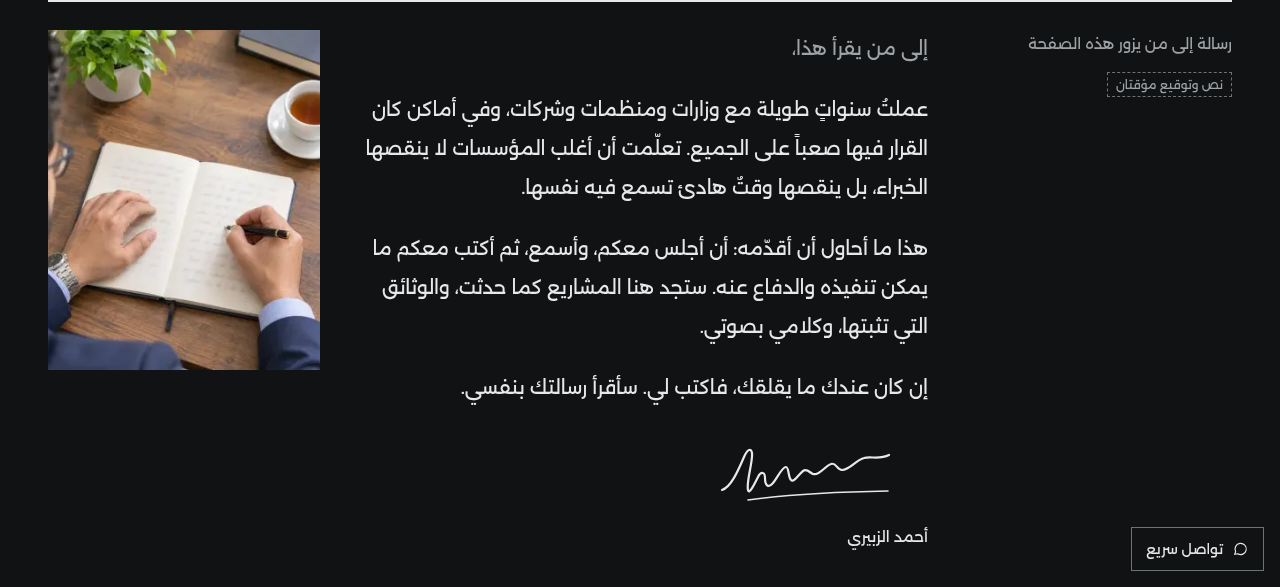 رسالة إلى من يزور هذه الصفحة
نص وتوقيع مؤقتان
إلى من يقرأ هذا،
عملتُ سنواتٍ طويلة مع وزارات ومنظمات وشركات، وفي أماكن كان
القرار فيها صعباً على الجميع. تعلّمت أن أغلب المؤسسات لا ينقصها
الخبراء، بل ينقصها وقتٌ هادئ تسمع فيه نفسها.
هذا ما أحاول أن أقدّمه: أن أجلس معكم، وأسمع، ثم أكتب معكم ما
يمكن تنفيذه والدفاع عنه. ستجد هنا المشاريع كما حدثت، والوثائق
التي تثبتها، وكلامي بصوتي.
إن كان عندك ما يقلقك، فاكتب لي. سأقرأ رسالتك بنفسي.
أحمد الزبيري
تواصل سريع